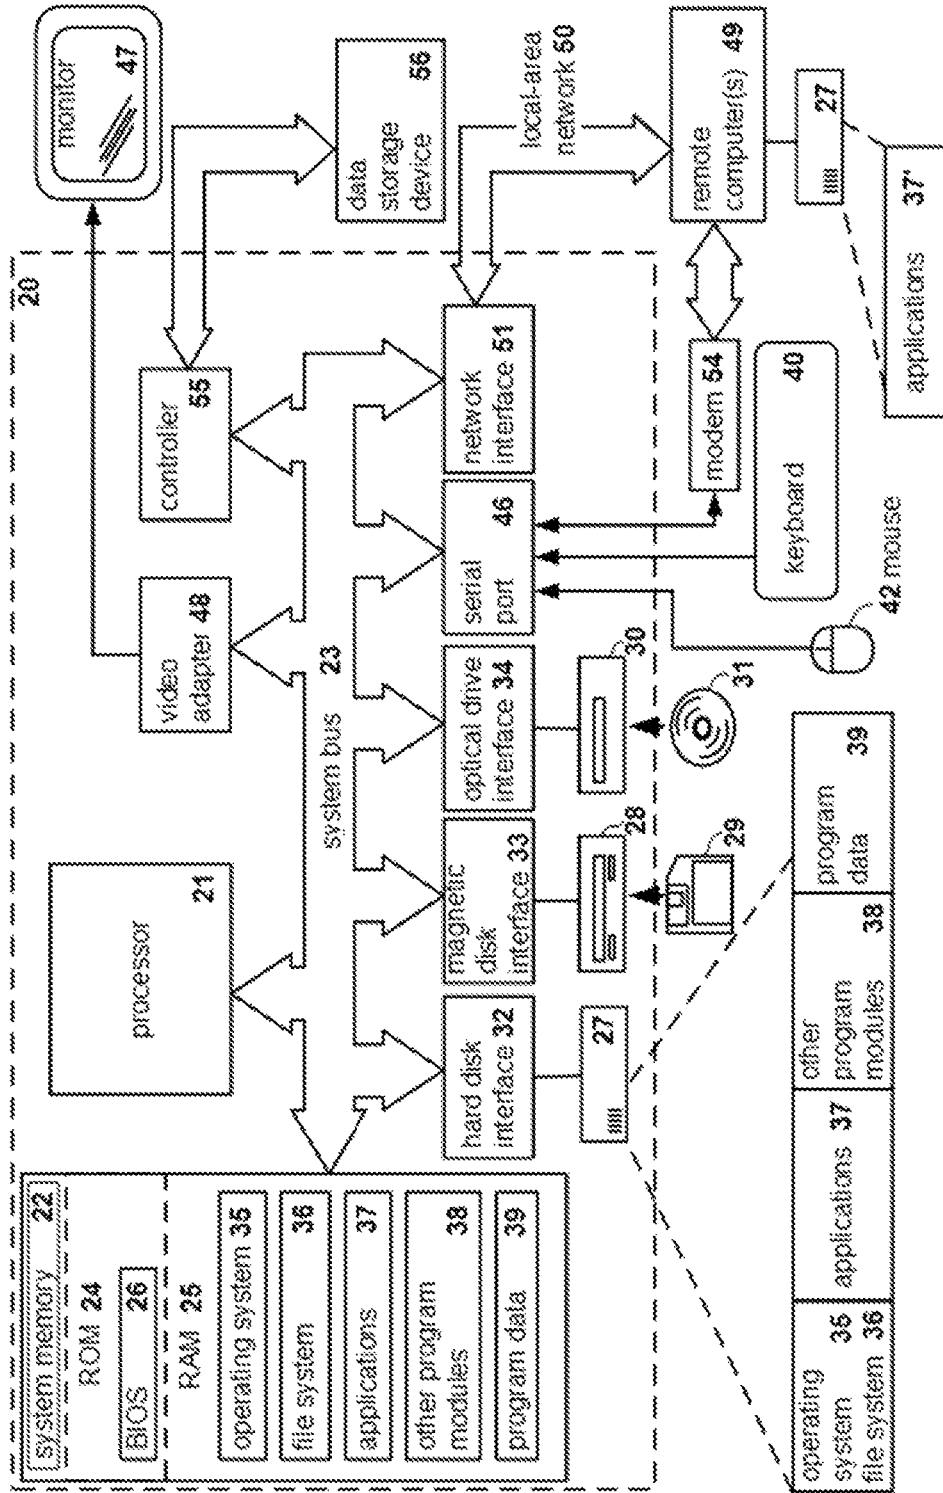 system memory 22
ROM 24
BIOS 26
RAM 25
operating system 35
file system 36
applications 37
other program
modules 38
program data 39
processor
21
video
adapter 48
controller
55
monitor
47
20
system bus
23
data
storage
device
56
local-area
network 50
hard disk
interface 32
magnetic
disk
interface 33
optical drive
interface 34
serial
port
46
network
interface 51
27
28
29
30
31
modem 54
remote
computer(s)
49
27
keyboard
40
42 mouse
applications 37'
operating
system 35
file system 36
applications 37
other
program
modules 38
program
data 39